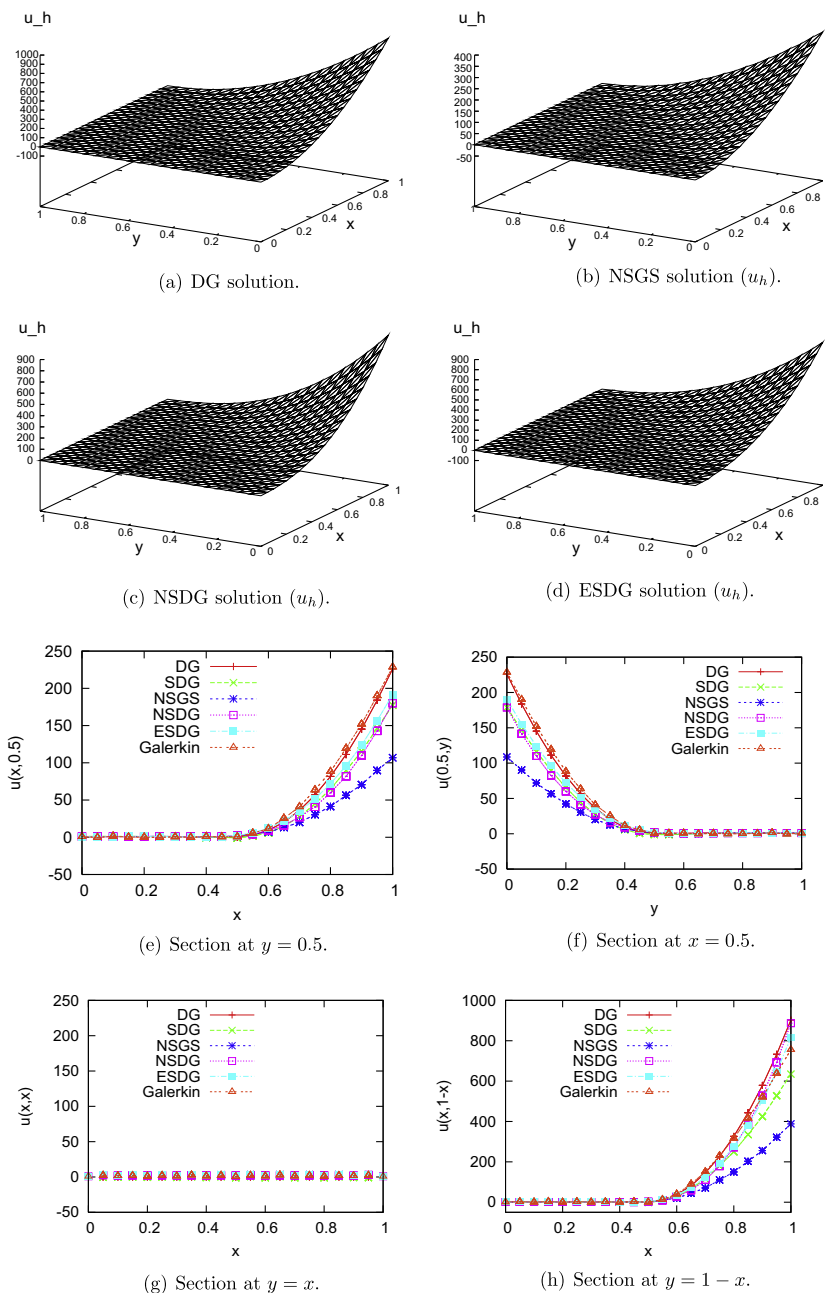 u_h
1000
900
800
700
600
500
400
300
200
100
0
-100
1
0.8
0.6
0.4
0.2
0
y
0
0.2
0.4
0.6
0.8
1
x
(a) DG solution.
u_h
400
350
300
250
200
150
100
50
0
-50
1
0.8
0.6
0.4
0.2
0
y
0
0.2
0.4
0.6
0.8
1
x
(b) NSGS solution (u_h).
u_h
900
800
700
600
500
400
300
200
100
0
1
0.8
0.6
0.4
0.2
0
y
0
0.2
0.4
0.6
0.8
1
x
(c) NSDG solution (u_h).
u_h
900
800
700
600
500
400
300
200
100
0
-100
1
0.8
0.6
0.4
0.2
0
y
0
0.2
0.4
0.6
0.8
1
x
(d) ESDG solution (u_h).
250
200
150
100
50
0
-50
u(x,0.5)
DG
SDG
NSGS
NSDG
ESDG
Galerkin
0 0.2 0.4 0.6 0.8 1
x
(e) Section at y = 0.5.
250
200
150
100
50
0
-50
u(0.5,y)
DG
SDG
NSGS
NSDG
ESDG
Galerkin
0 0.2 0.4 0.6 0.8 1
y
(f) Section at x = 0.5.
250
200
150
100
50
0
-50
u(x,x)
DG
SDG
NSGS
NSDG
ESDG
Galerkin
0 0.2 0.4 0.6 0.8 1
x
(g) Section at y = x.
1000
800
600
400
200
0
u(x,1-x)
DG
SDG
NSGS
NSDG
ESDG
Galerkin
0 0.2 0.4 0.6 0.8 1
x
(h) Section at y = 1 − x.